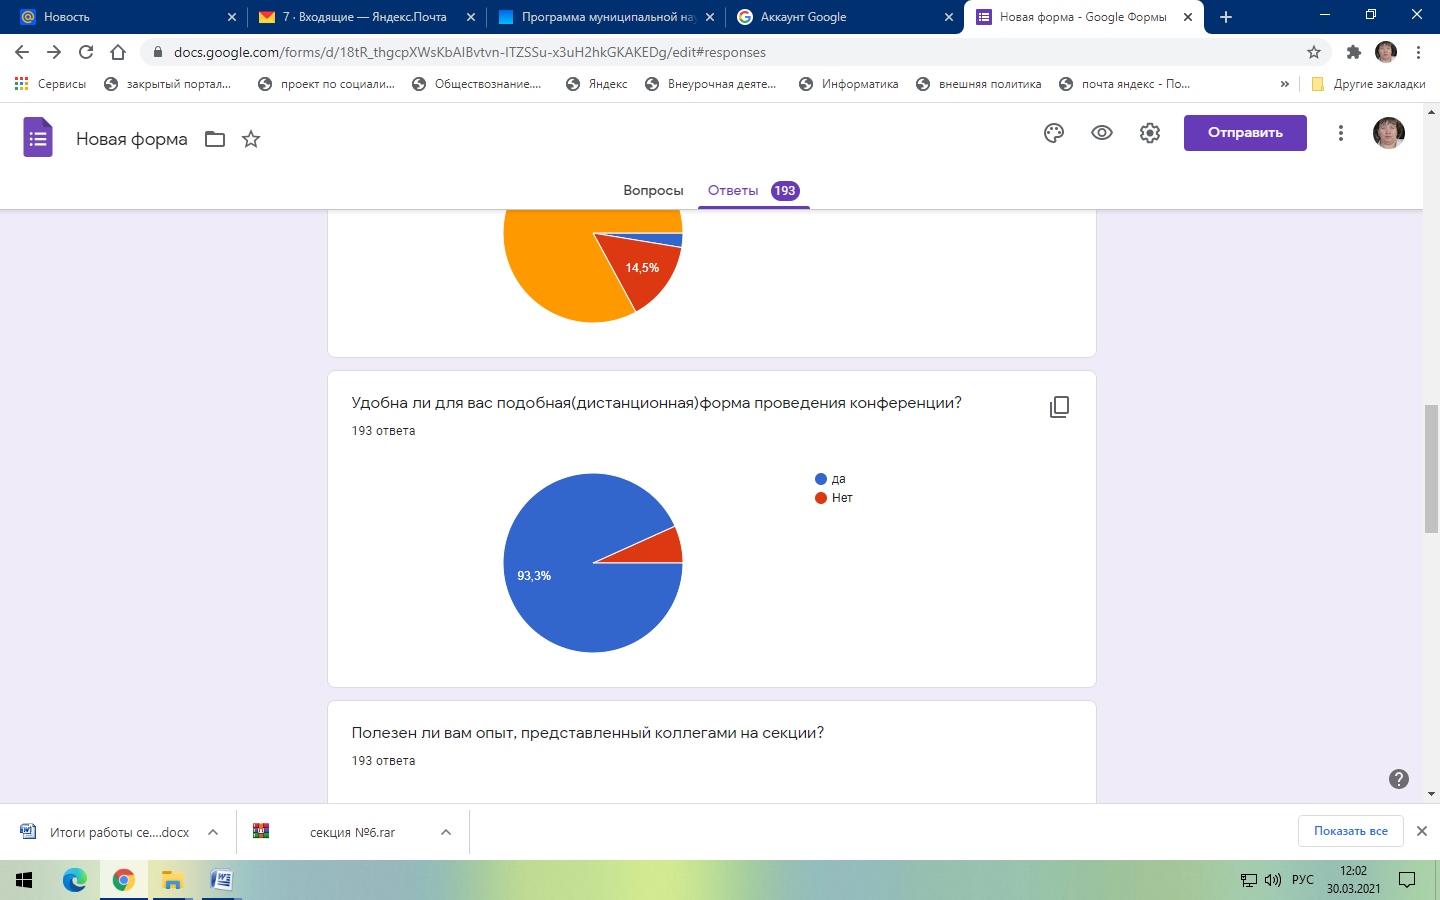 Новость
7 · Входящие — Яндекс.Почта
Программа муниципальной нау
Аккаунт Google
Новая форма - Google Формы
docs.google.com/forms/d/18tR_thgcpXWsKbAIBvtvn-ITZSSu-x3uH2hkGKAKEDg/edit#responses
Сервисы
закрытый портал...
проект по социали...
Обществознание....
Яндекс
Внеурочная деяте...
Информатика
внешняя политика
почта яндекс - По...
»
Другие закладки
Новая форма
Отправить
Вопросы
Ответы 193
14,5%
Удобна ли для вас подобная(дистанционная)форма проведения конференции?
193 ответа
да
Нет
93,3%
Полезен ли вам опыт, представленный коллегами на секции?
193 ответа
Итоги работы се....docx
секция №6.rar
Показать все
РУС
12:02
30.03.2021